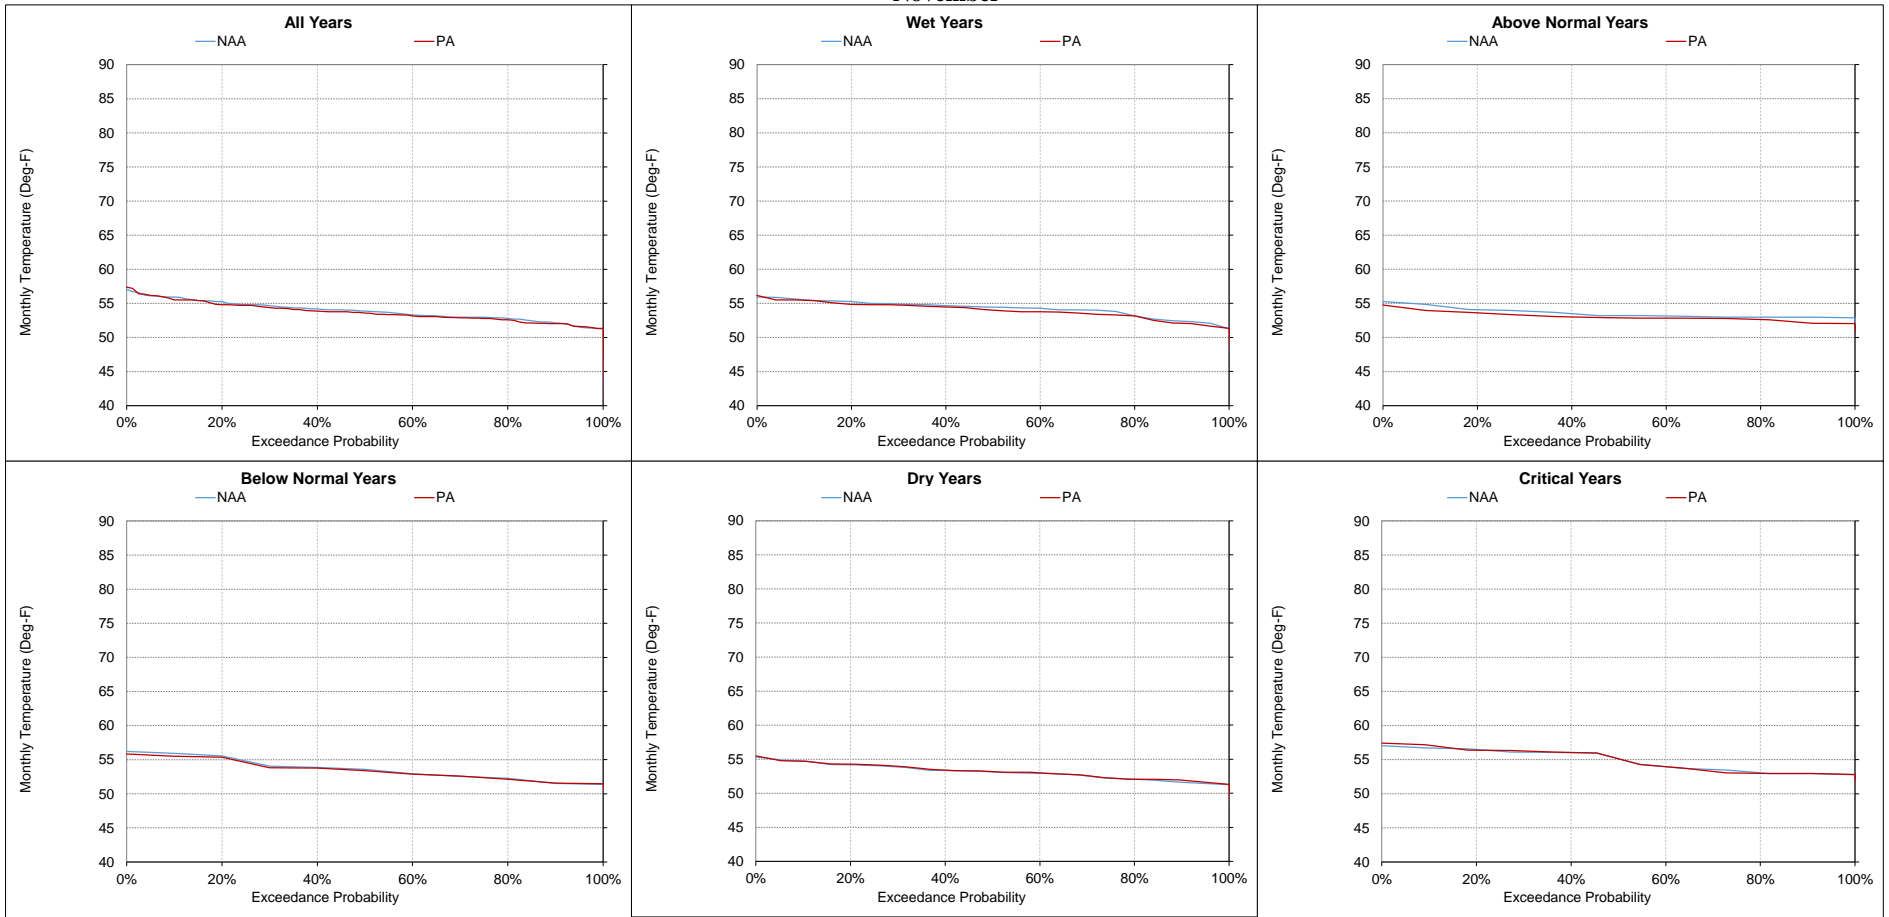 All Years
NAA PA
90
85
80
75
70
65
60
55
50
45
40
0% 20% 40% 60% 80% 100%
Monthly Temperature (Deg-F)
Exceedance Probability
Wet Years
NAA PA
90
85
80
75
70
65
60
55
50
45
40
0% 20% 40% 60% 80% 100%
Monthly Temperature (Deg-F)
Exceedance Probability
Above Normal Years
NAA PA
90
85
80
75
70
65
60
55
50
45
40
0% 20% 40% 60% 80% 100%
Monthly Temperature (Deg-F)
Exceedance Probability
Below Normal Years
NAA PA
90
85
80
75
70
65
60
55
50
45
40
0% 20% 40% 60% 80% 100%
Monthly Temperature (Deg-F)
Exceedance Probability
Dry Years
NAA PA
90
85
80
75
70
65
60
55
50
45
40
0% 20% 40% 60% 80% 100%
Monthly Temperature (Deg-F)
Exceedance Probability
Critical Years
NAA PA
90
85
80
75
70
65
60
55
50
45
40
0% 20% 40% 60% 80% 100%
Monthly Temperature (Deg-F)
Exceedance Probability